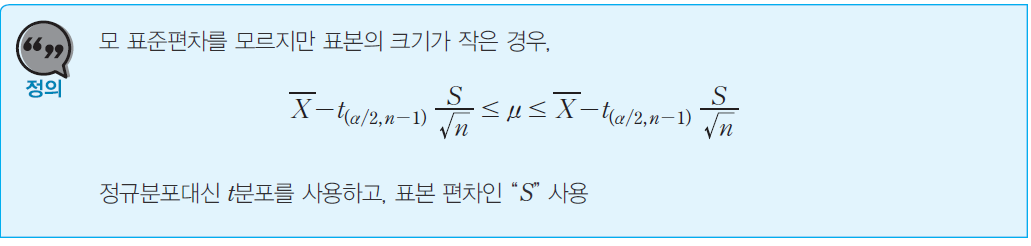 모 표준편차를 모르지만 표본의 크기가 작은 경우,
정의
X̄−t(α/2, n−1) S/√n ≤ μ ≤ X̄−t(α/2, n−1) S/√n
정규분포대신 t분포를 사용하고, 표본 편차인 “S” 사용